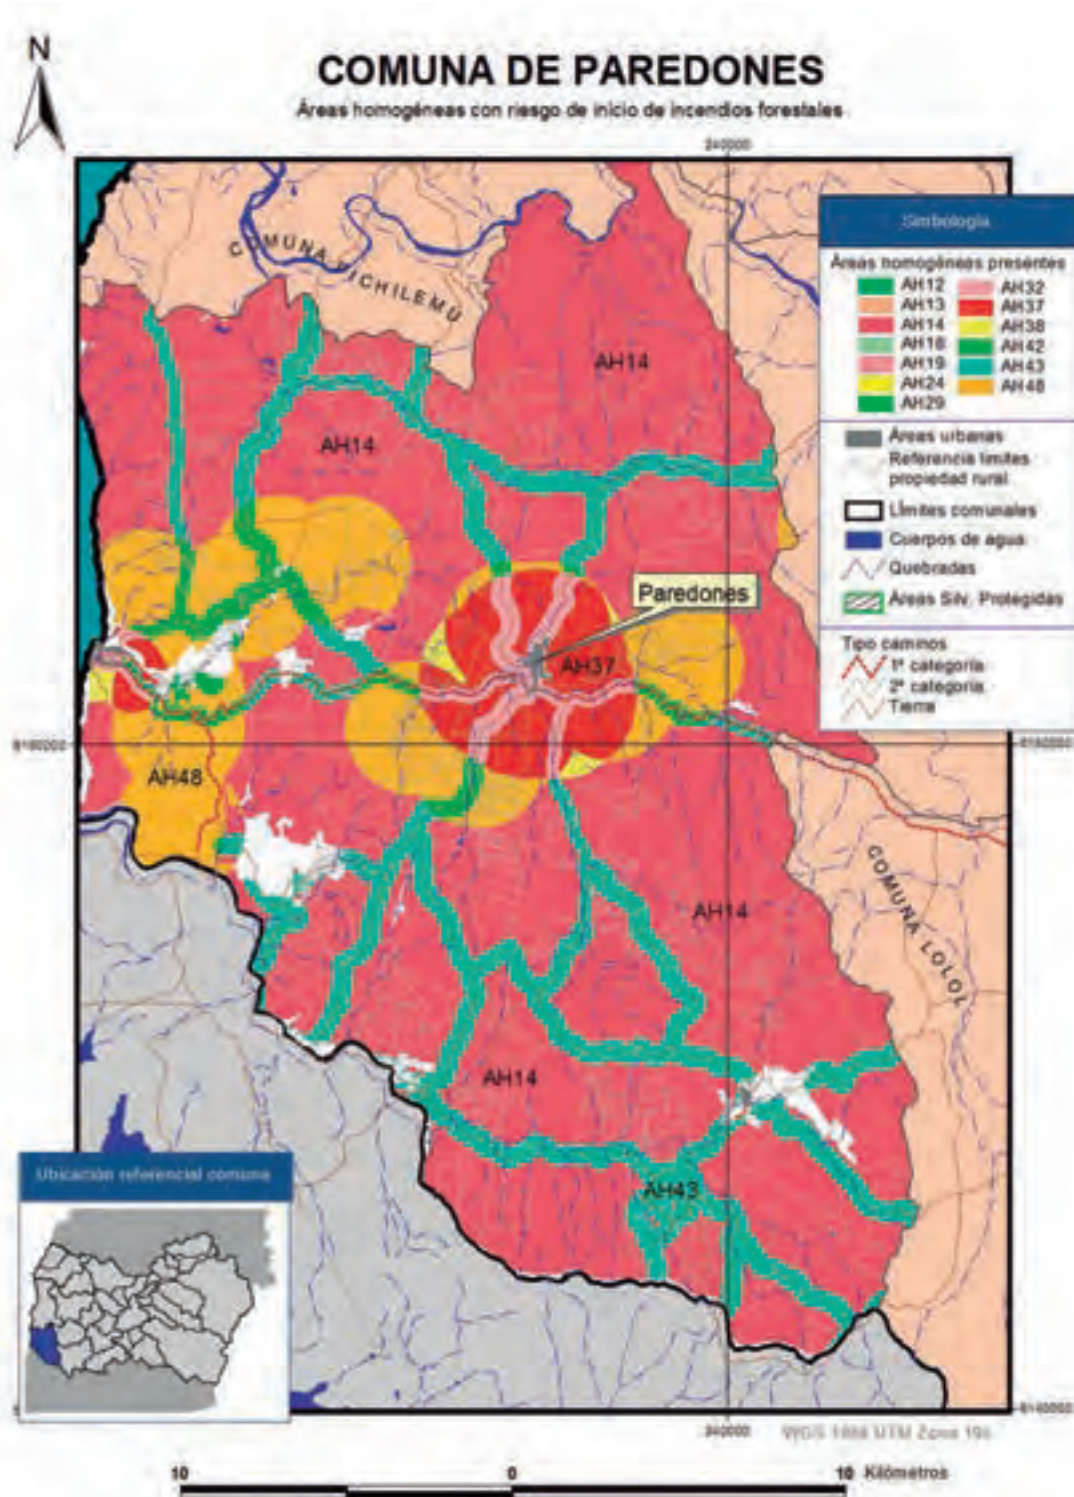 N
COMUNA DE PAREDONES
Áreas homogéneas con riesgo de inicio de incendios forestales
240000
COMUNA PICHILEMÚ
Simbología
Áreas homogéneas presentes
AH12
AH13
AH14
AH18
AH19
AH24
AH29
AH32
AH37
AH38
AH42
AH43
AH48
Áreas urbanas
Referencia límites
propiedad rural
Límites comunales
Cuerpos de agua
Quebradas
Áreas Silv. Protegidas
Tipo caminos
1ª categoría
2ª categoría
Tierra
AH14
AH14
Paredones
AH37
AH48
AH14
COMUNA LOLOL
AH14
AH43
Ubicación referencial comuna
240000
10 0 10 Kilómetros